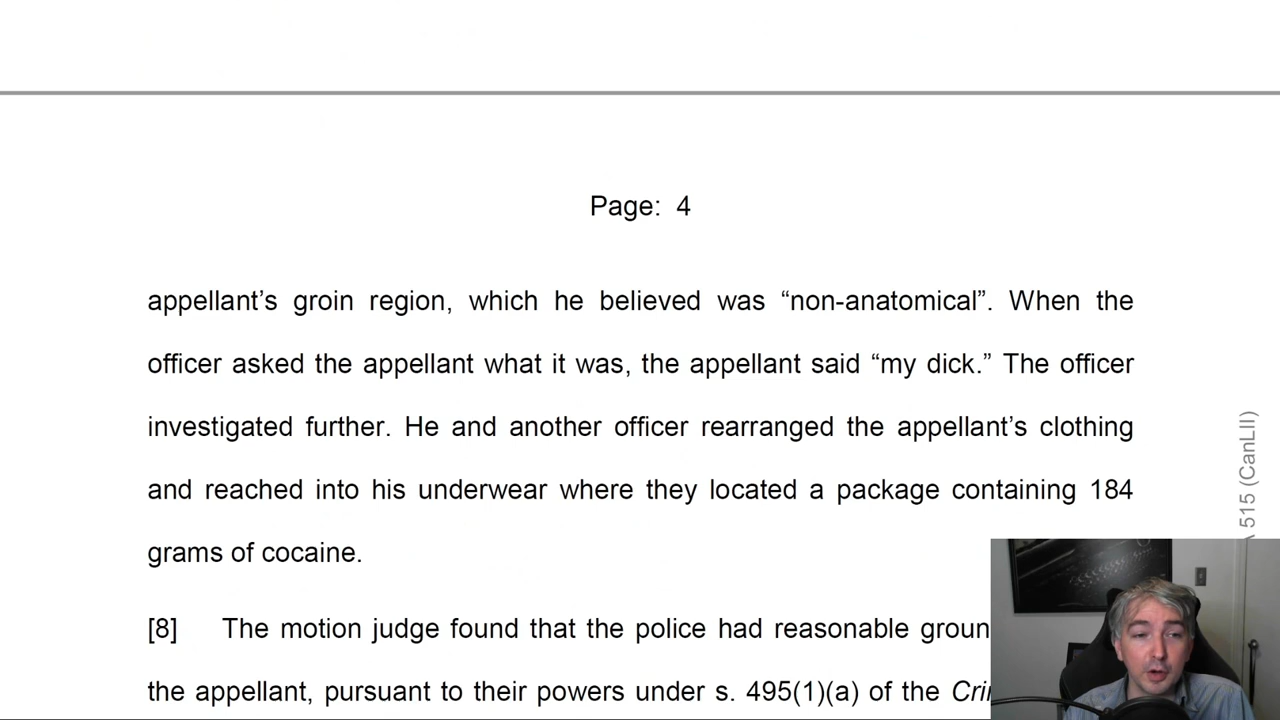 Page: 4
appellant’s groin region, which he believed was “non-anatomical”. When the
officer asked the appellant what it was, the appellant said “my dick.” The officer
investigated further. He and another officer rearranged the appellant’s clothing
and reached into his underwear where they located a package containing 184
grams of cocaine.
[8] The motion judge found that the police had reasonable
the appellant, pursuant to their powers under s. 495(1)(a) of the
515 (CanLII)